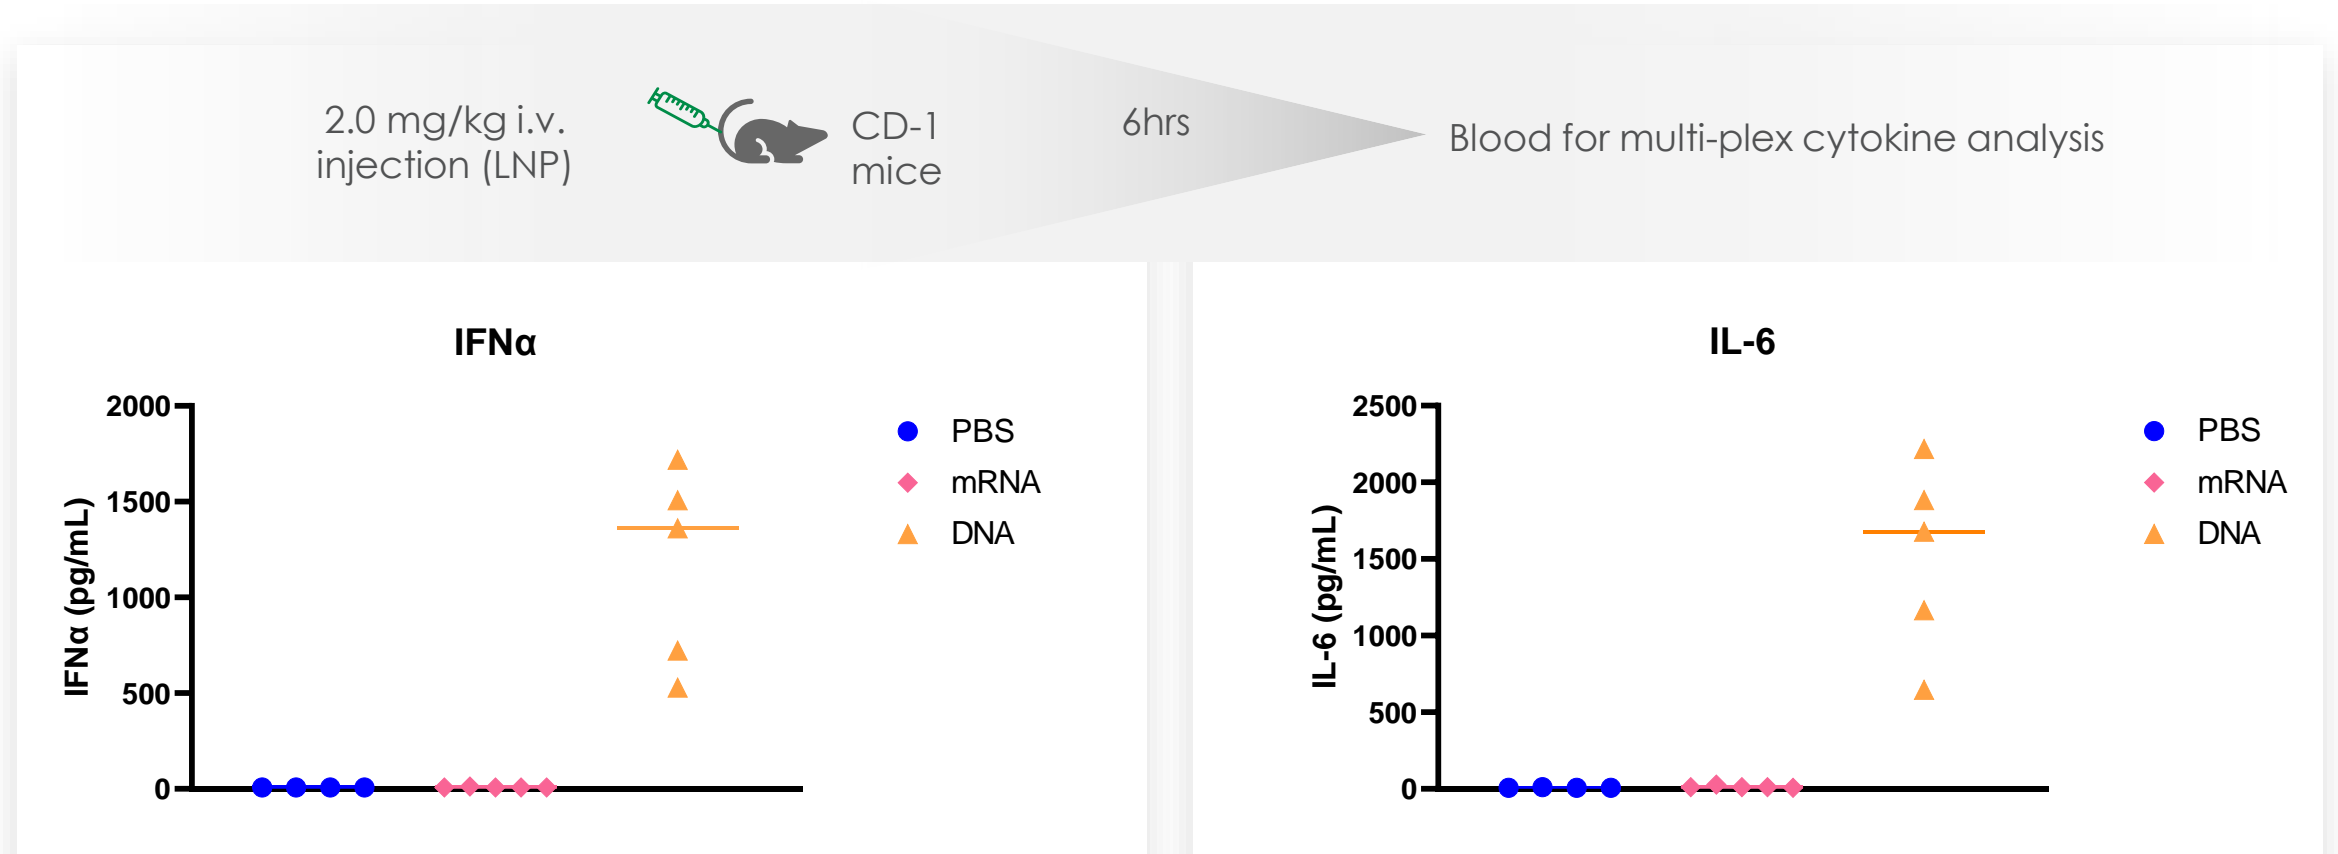 2.0 mg/kg i.v.
injection (LNP)
CD-1
mice
6hrs
Blood for multi-plex cytokine analysis
IFNα
IFNα (pg/mL)
2000
1500
1000
500
0
PBS
mRNA
DNA
IL-6
IL-6 (pg/mL)
2500
2000
1500
1000
500
0
PBS
mRNA
DNA